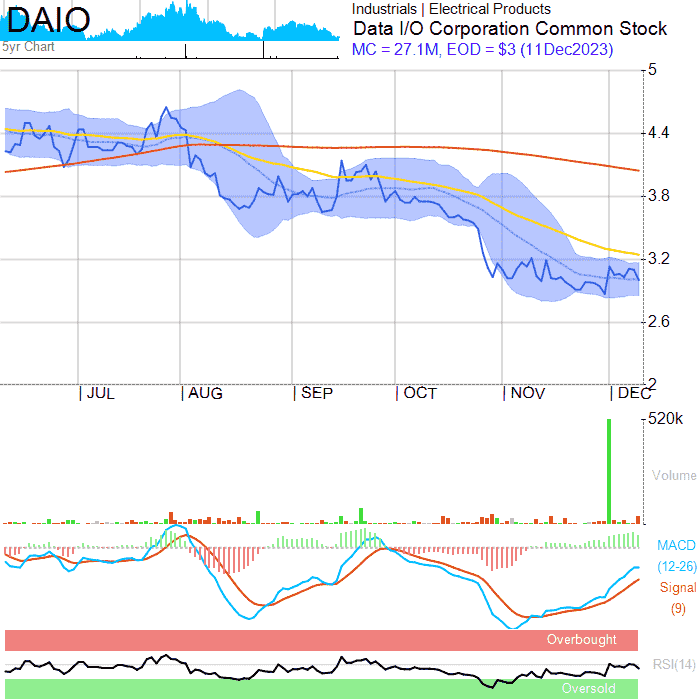 DAIO
5yr Chart
Industrials | Electrical Products
Data I/O Corporation Common Stock
MC = 27.1M, EOD = $3 (11Dec2023)
5
4.4
3.8
3.2
2.6
2
JUL
AUG
SEP
OCT
NOV
DEC
520k
Volume
MACD
(12-26)
Signal
(9)
Overbought
RSI(14)
Oversold